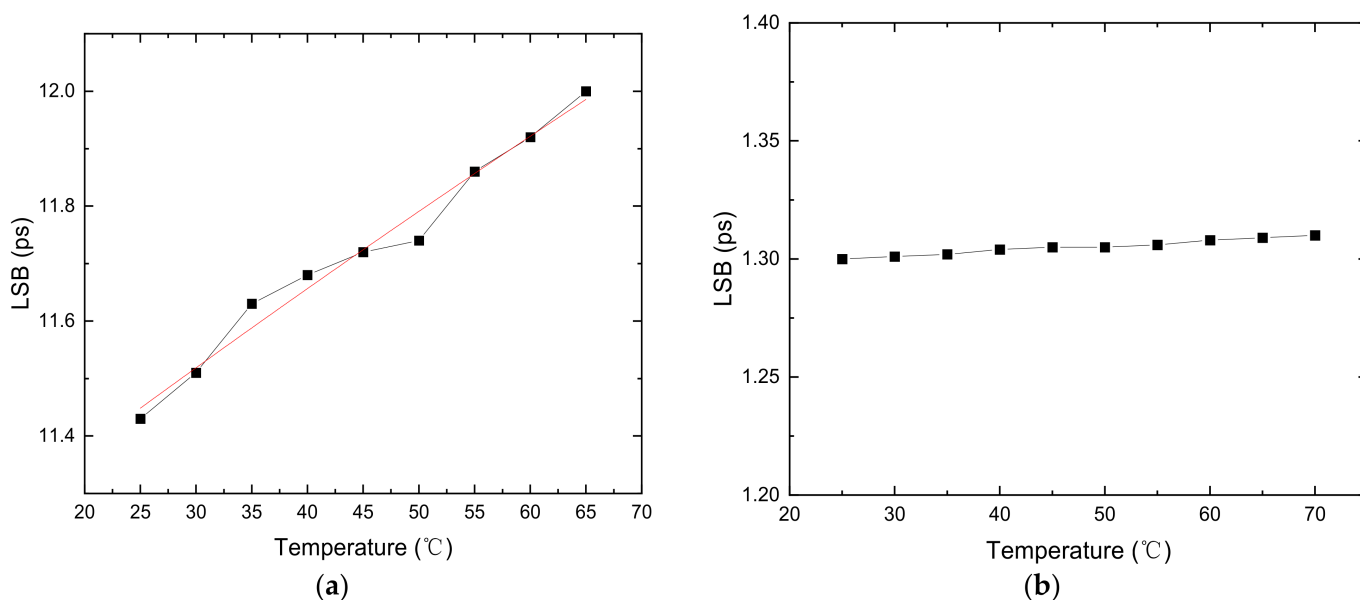 12.0
11.8
11.6
11.4
LSB (ps)
20 25 30 35 40 45 50 55 60 65 70
Temperature (℃)
(a)
1.40
1.35
1.30
1.25
1.20
LSB (ps)
20 30 40 50 60 70
Temperature (℃)
(b)